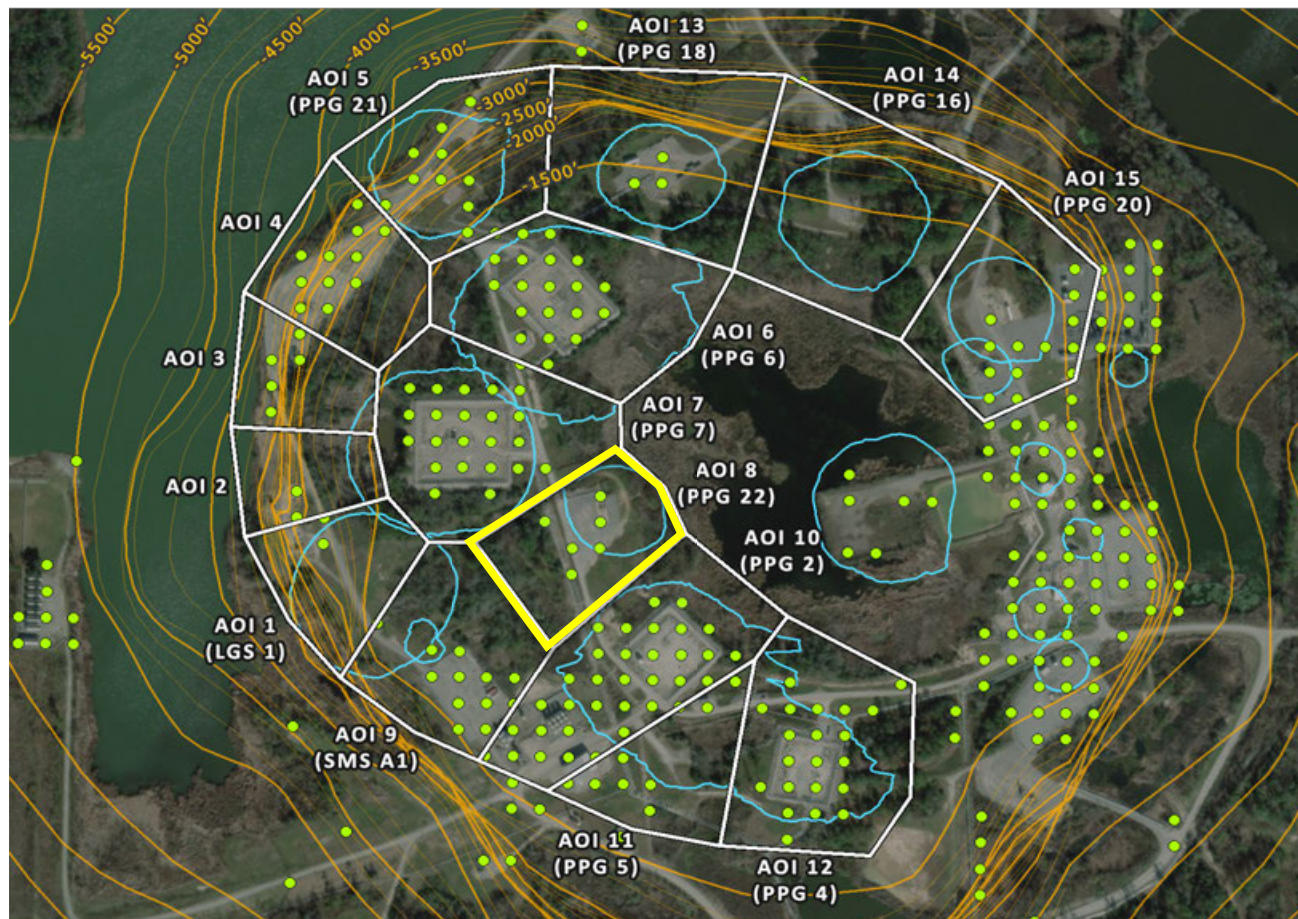 -5500'
-5000'
-4500'
-4000'
-3500'
-3000'
-2500'
-2000'
-1500'
AOI 13
(PPG 18)
AOI 5
(PPG 21)
AOI 14
(PPG 16)
AOI 15
(PPG 20)
AOI 4
AOI 3
AOI 6
(PPG 6)
AOI 7
(PPG 7)
AOI 2
AOI 8
(PPG 22)
AOI 10
(PPG 2)
AOI 1
(LGS 1)
AOI 9
(SMS A1)
AOI 11
(PPG 5)
AOI 12
(PPG 4)